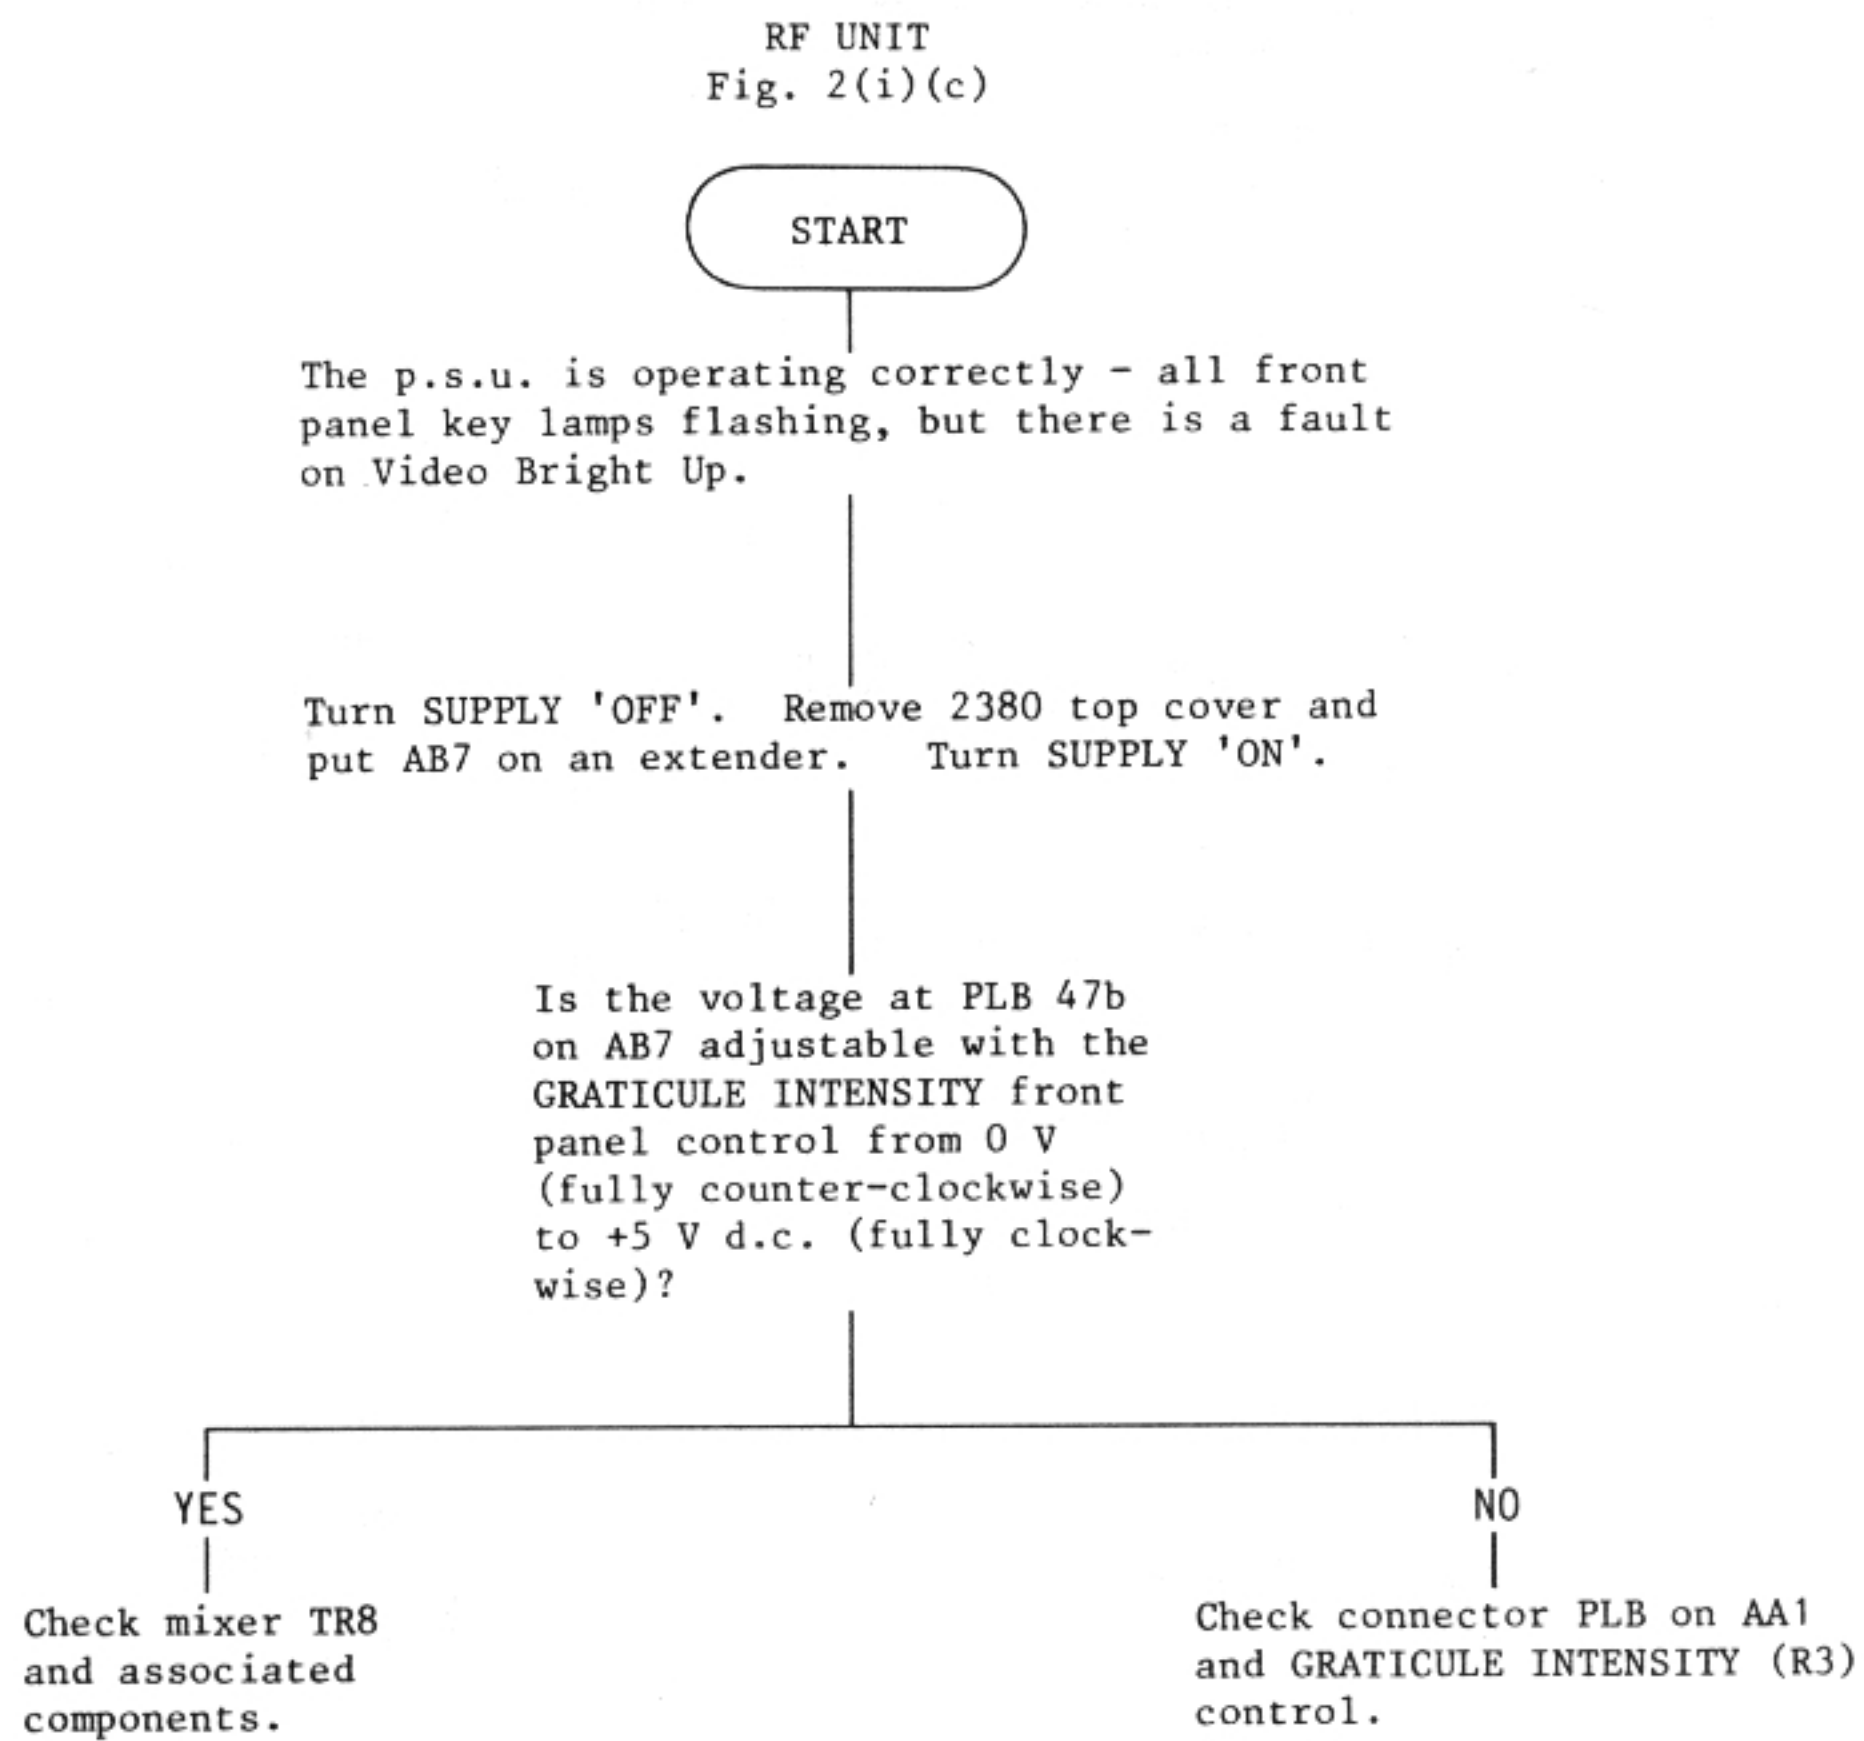 RF UNIT
Fig. 2(i)(c)
START
The p.s.u. is operating correctly - all front
panel key lamps flashing, but there is a fault
on Video Bright Up.
Turn SUPPLY 'OFF'. Remove 2380 top cover and
put AB7 on an extender. Turn SUPPLY 'ON'.
Is the voltage at PLB 47b
on AB7 adjustable with the
GRATICULE INTENSITY front
panel control from 0 V
(fully counter-clockwise)
to +5 V d.c. (fully clock-
wise)?
YES
NO
Check mixer TR8
and associated
components.
Check connector PLB on AA1
and GRATICULE INTENSITY (R3)
control.